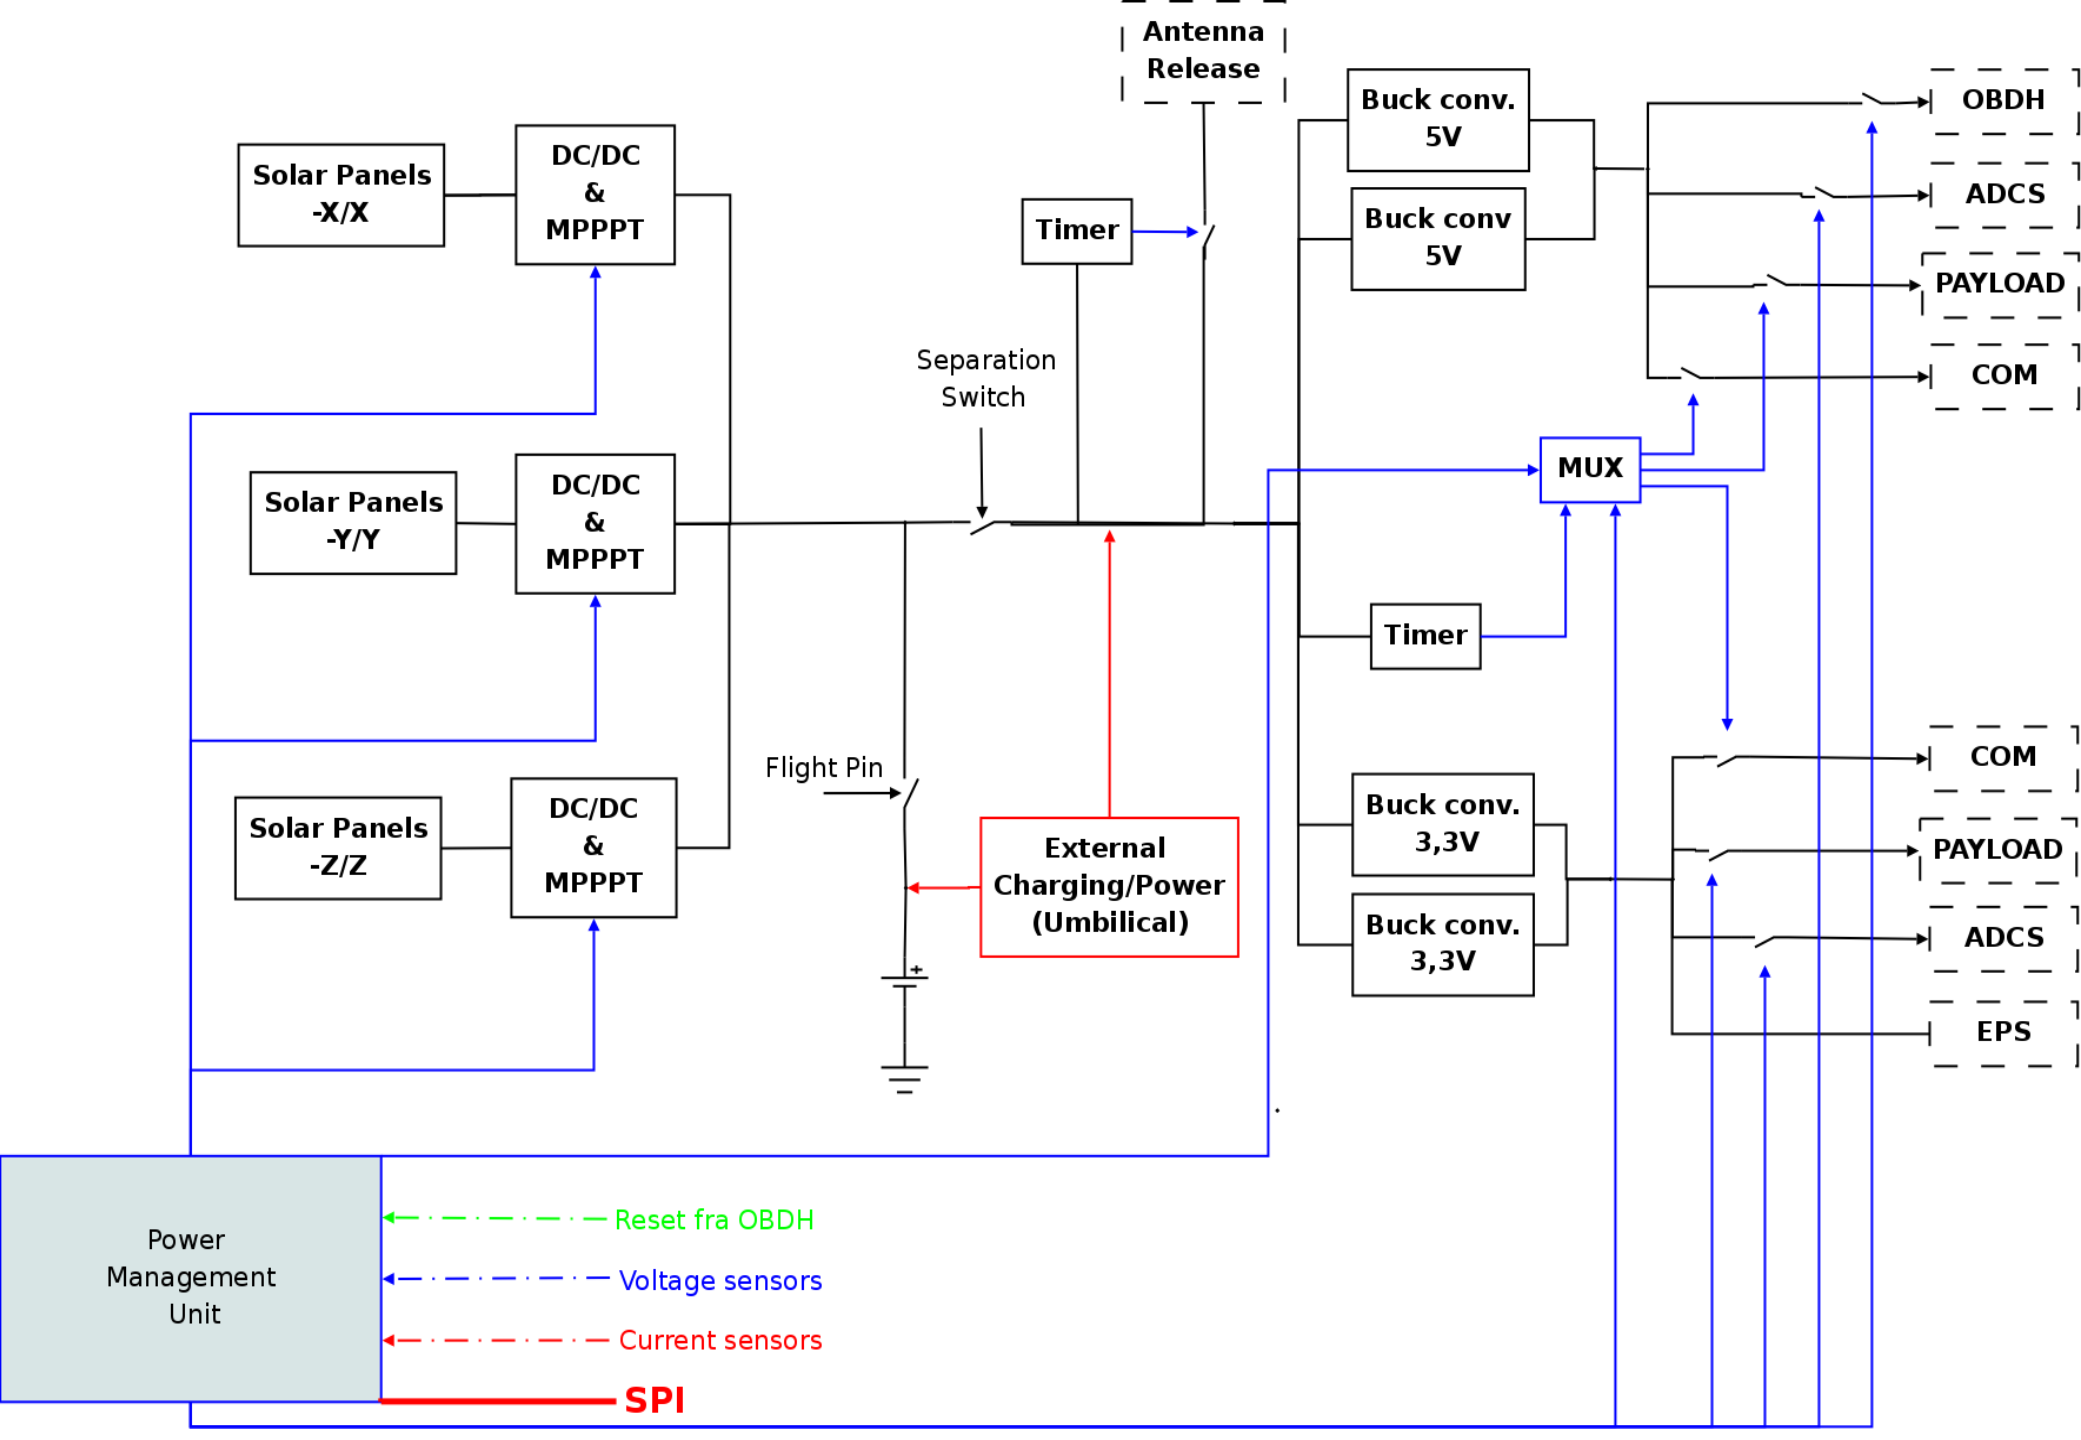 Antenna
Release
Buck conv.
5V
OBDH
Solar Panels
-X/X
DC/DC
&
MPPPT
Timer
Buck conv
5V
ADCS
PAYLOAD
Separation
Switch
COM
Solar Panels
-Y/Y
DC/DC
&
MPPPT
MUX
Timer
Flight Pin
Solar Panels
-Z/Z
DC/DC
&
MPPPT
+
External
Charging/Power
(Umbilical)
Buck conv.
3,3V
Buck conv.
3,3V
COM
PAYLOAD
ADCS
EPS
Power
Management
Unit
Reset fra OBDH
Voltage sensors
Current sensors
SPI